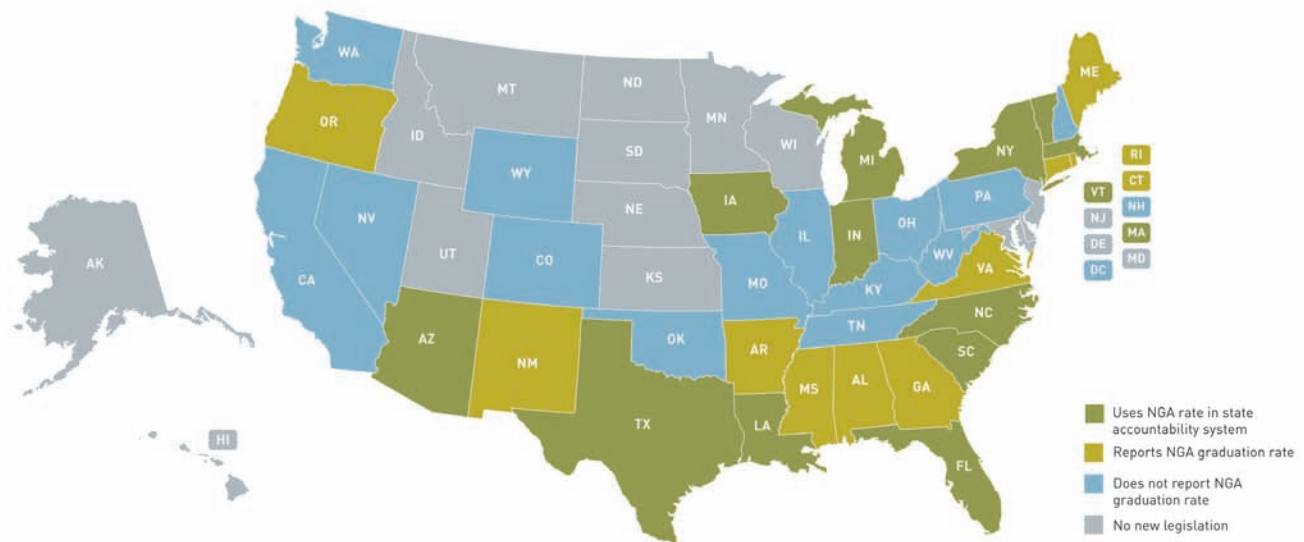 WA
MT
ND
MN
ME
OR
ID
SD
WI
MI
NY
RI
CT
WY
VT
NH
NJ
MA
DE
MD
DC
NE
IA
PA
NV
UT
CO
IL
IN
OH
WV
CA
KS
MO
KY
VA
AK
AZ
NM
OK
AR
TN
NC
SC
MS
AL
GA
TX
LA
FL
HI
Uses NGA rate in state
accountability system
Reports NGA graduation rate
Does not report NGA
graduation rate
No new legislation